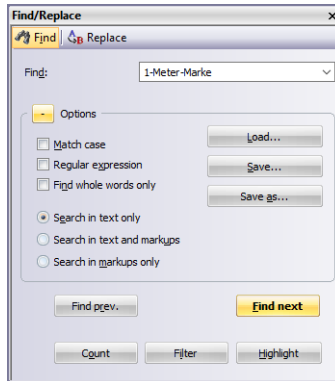 Find/Replace
Find
Replace
Find:
1-Meter-Marke
Options
Match case
Regular expression
Find whole words only
Search in text only
Search in text and markups
Search in markups only
Load...
Save...
Save as...
Find prev.
Find next
Count
Filter
Highlight